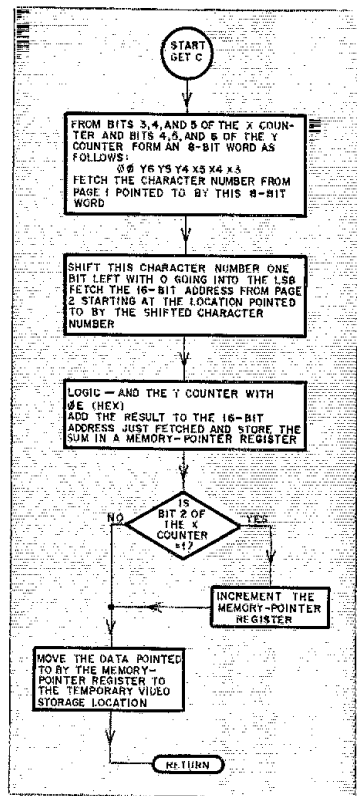 START
GET C
FROM BITS 3,4, AND 5 OF THE X COUN-
TER AND BITS 4,5, AND 6 OF THE Y
COUNTER FORM AN 8-BIT WORD AS
FOLLOWS:
ØØ Y6 Y5 Y4 X5 X4 X3
FETCH THE CHARACTER NUMBER FROM
PAGE 1 POINTED TO BY THIS 8-BIT
WORD
SHIFT THIS CHARACTER NUMBER ONE
BIT LEFT WITH 0 GOING INTO THE LSB
FETCH THE 16-BIT ADDRESS FROM PAGE
2 STARTING AT THE LOCATION POINTED
TO BY THE SHIFTED CHARACTER
NUMBER
LOGIC — AND THE Y COUNTER WITH
ØE (HEX)
ADD THE RESULT TO THE 16-BIT
ADDRESS JUST FETCHED AND STORE THE
SUM IN A MEMORY-POINTER REGISTER
IS
BIT 2 OF
THE X
COUNTER
=1?
NO
YES
INCREMENT THE
MEMORY-POINTER
REGISTER
MOVE THE DATA POINTED
TO BY THE MEMORY-
POINTER REGISTER TO
THE TEMPORARY VIDEO
STORAGE LOCATION
RETURN